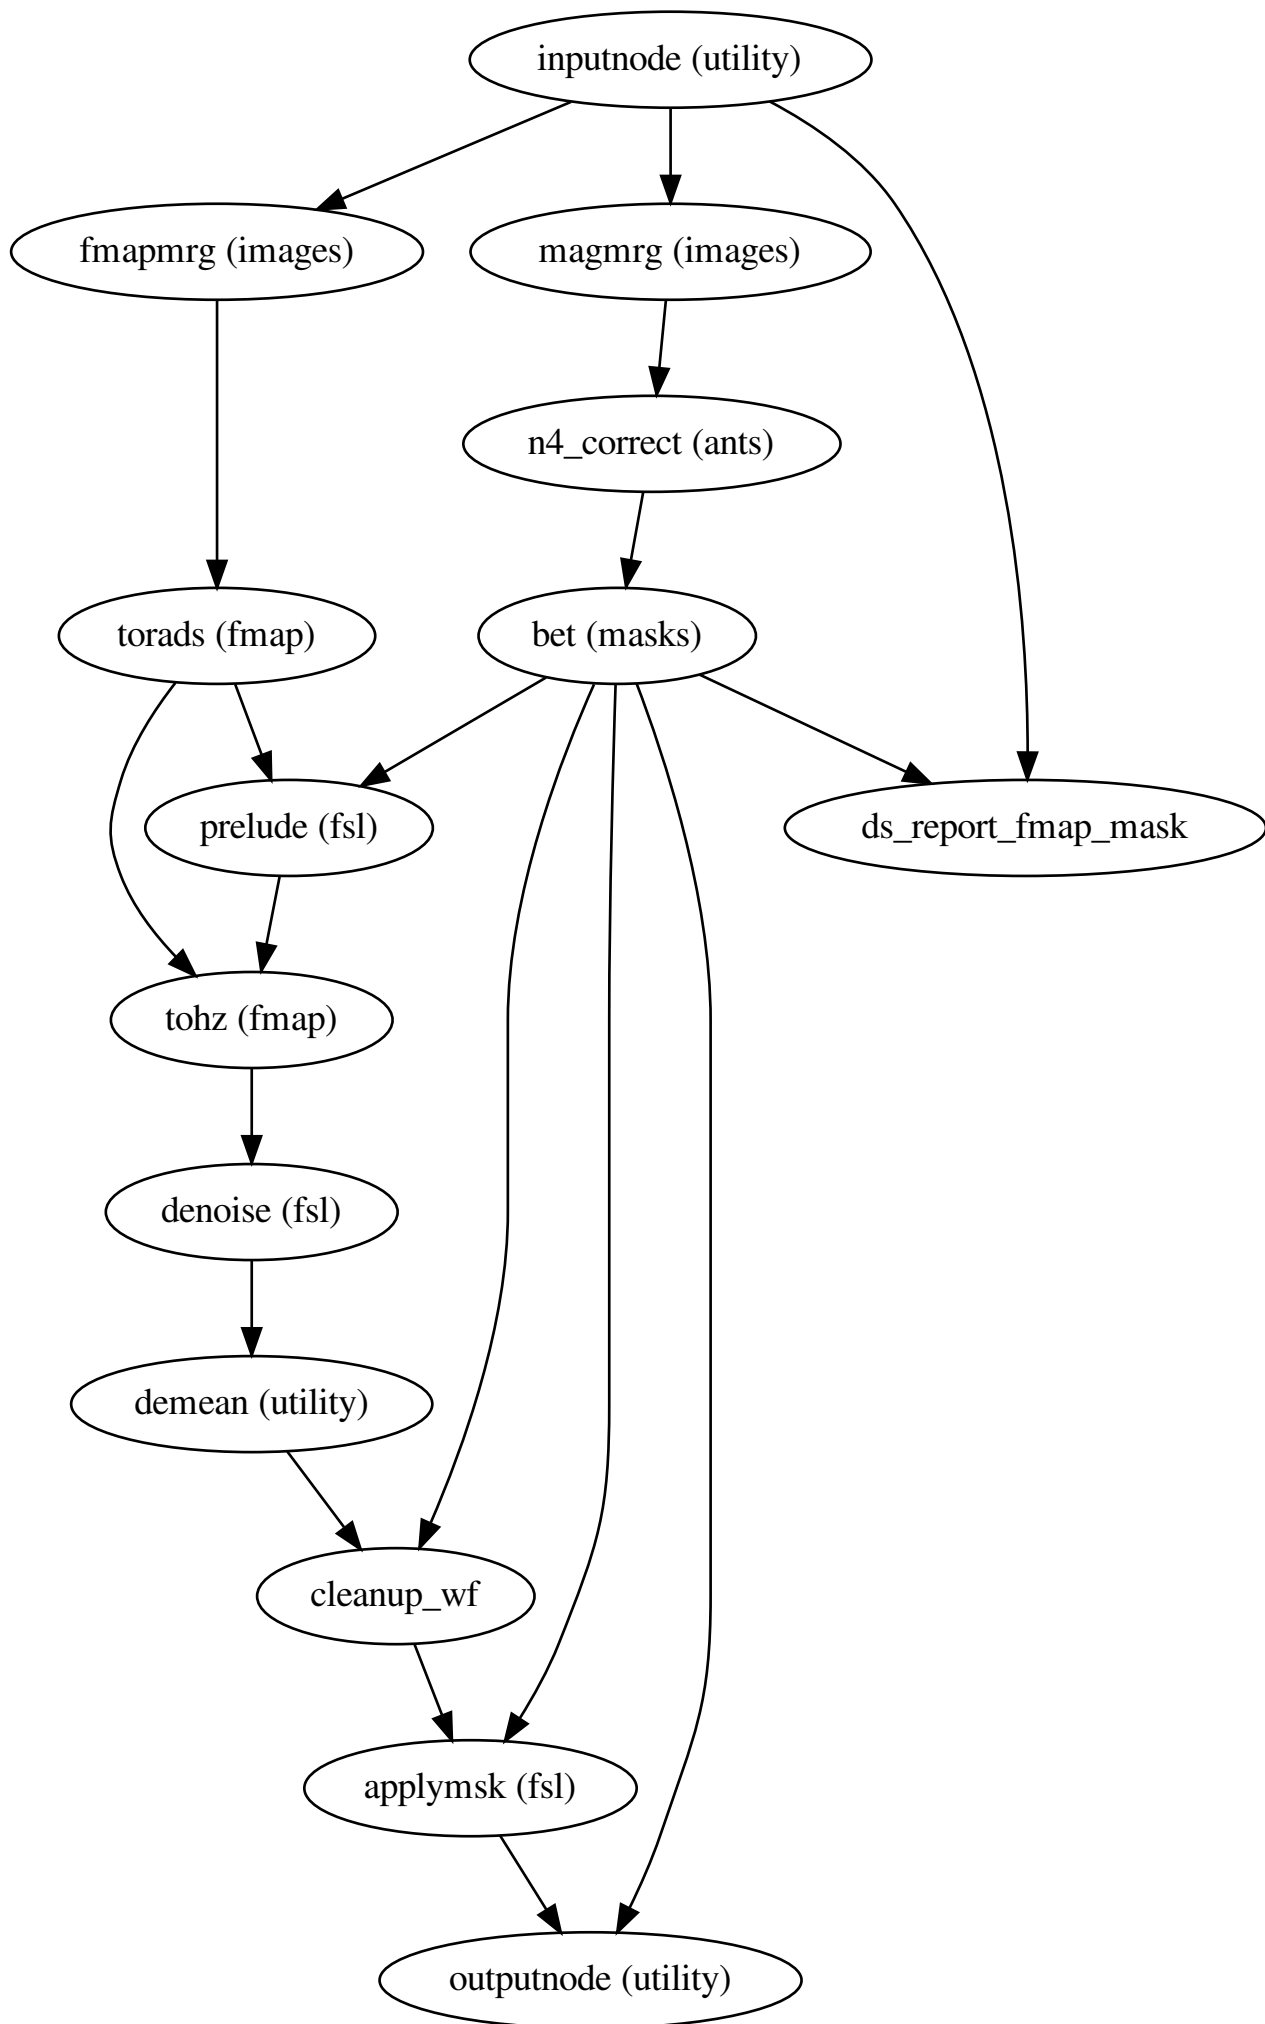 inputnode (utility)
fmapmrg (images)
magmrg (images)
n4_correct (ants)
torads (fmap)
bet (masks)
prelude (fsl)
ds_report_fmap_mask
tohz (fmap)
denoise (fsl)
demean (utility)
cleanup_wf
applymsk (fsl)
outputnode (utility)